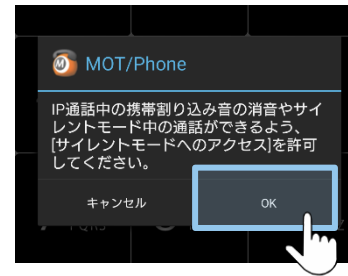 MOT/Phone
IP通話中の携帯割り込み音の消音やサイ
レントモード中の通話ができるよう、
[サイレントモードへのアクセス]を許可
してください。
キャンセル OK
PQRS